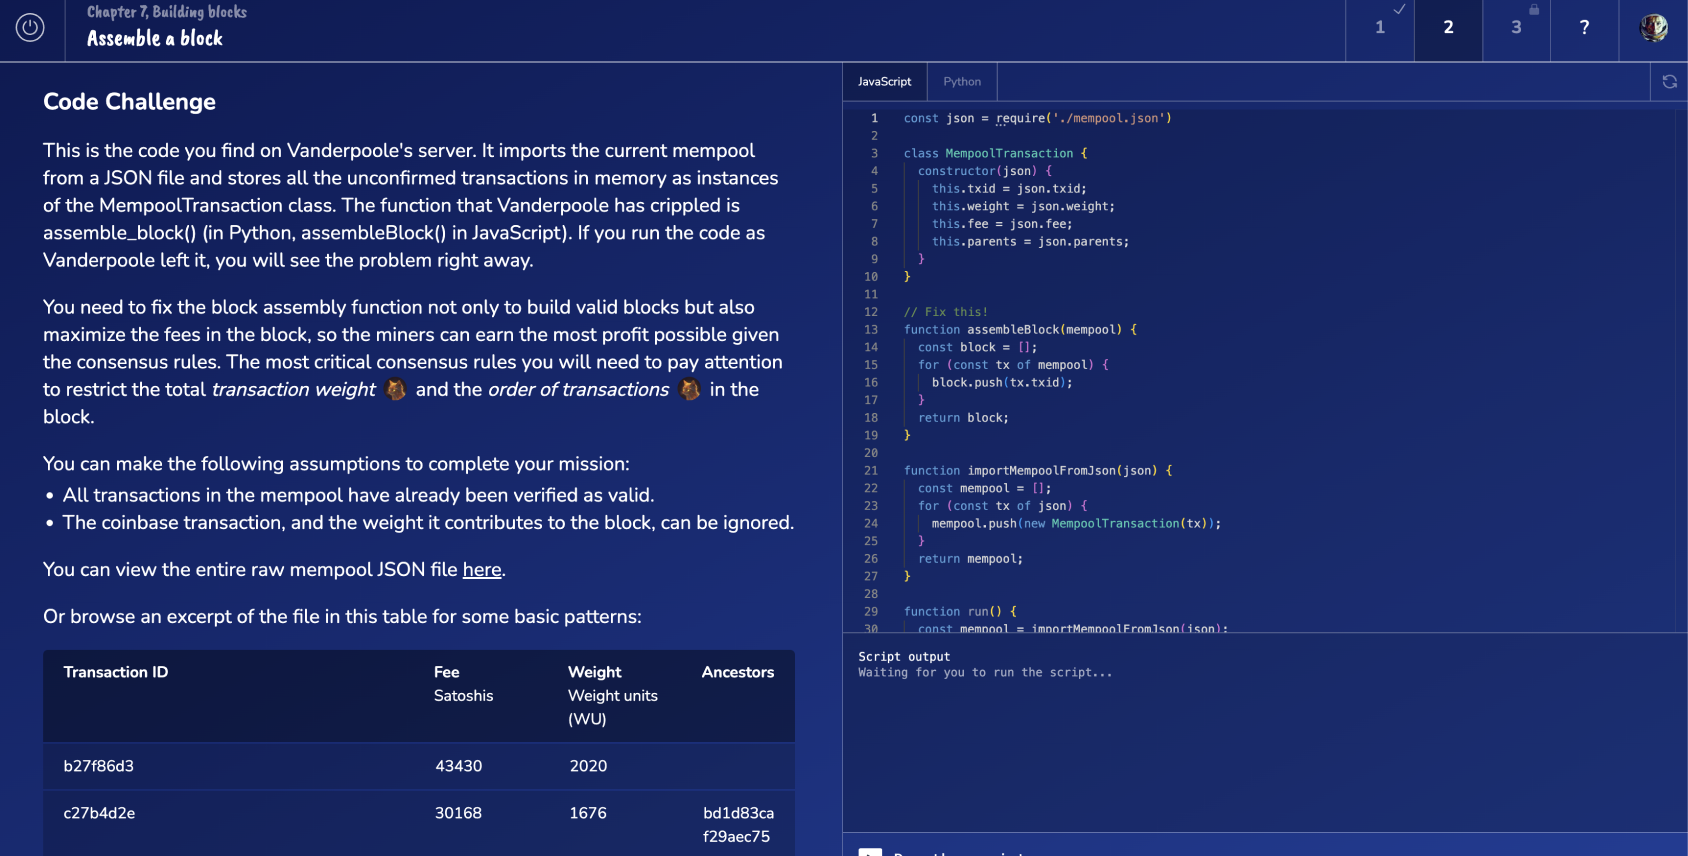 Chapter 7, Building blocks
Assemble a block
1
2
3
?
Code Challenge
This is the code you find on Vanderpoole's server. It imports the current mempool
from a JSON file and stores all the unconfirmed transactions in memory as instances
of the MempoolTransaction class. The function that Vanderpoole has crippled is
assemble_block() (in Python, assembleBlock() in JavaScript). If you run the code as
Vanderpoole left it, you will see the problem right away.
You need to fix the block assembly function not only to build valid blocks but also
maximize the fees in the block, so the miners can earn the most profit possible given
the consensus rules. The most critical consensus rules you will need to pay attention
to restrict the total transaction weight and the order of transactions in the
block.
You can make the following assumptions to complete your mission:
• All transactions in the mempool have already been verified as valid.
• The coinbase transaction, and the weight it contributes to the block, can be ignored.
You can view the entire raw mempool JSON file here.
Or browse an excerpt of the file in this table for some basic patterns:
Transaction ID Fee Weight Ancestors
Satoshis Weight units
(WU)
b27f86d3 43430 2020
c27b4d2e 30168 1676 bd1d83ca
f29aec75
JavaScript Python
1 const json = require('./mempool.json')
2
3 class MempoolTransaction {
4 constructor(json) {
5 this.txid = json.txid;
6 this.weight = json.weight;
7 this.fee = json.fee;
8 this.parents = json.parents;
9 }
10 }
11
12 // Fix this!
13 function assembleBlock(mempool) {
14 const block = [];
15 for (const tx of mempool) {
16 block.push(tx.txid);
17 }
18 return block;
19 }
20
21 function importMempoolFromJson(json) {
22 const mempool = [];
23 for (const tx of json) {
24 mempool.push(new MempoolTransaction(tx));
25 }
26 return mempool;
27 }
28
29 function run() {
30 const mempool = importMempoolFromJson(json);
Script output
Waiting for you to run the script...